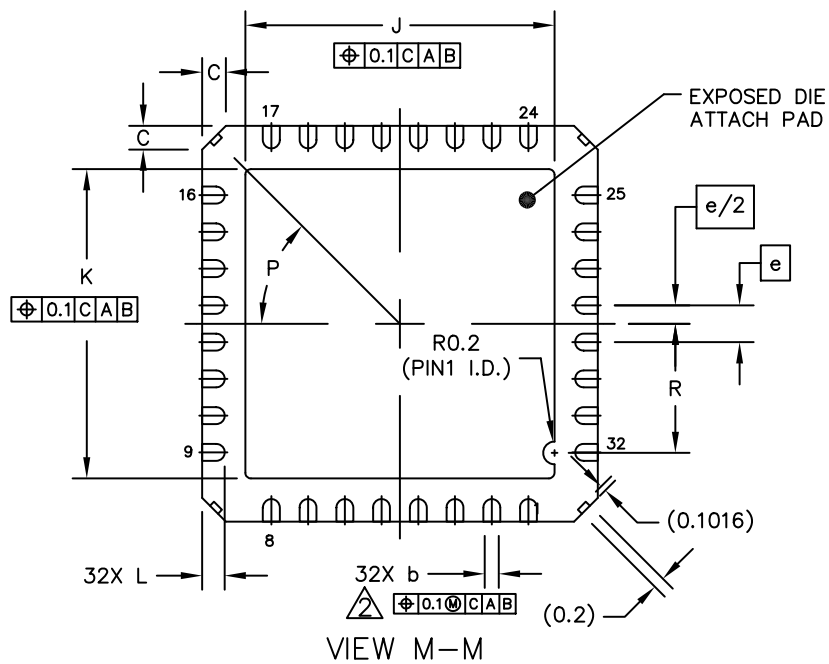 J
⌖ 0.1 C A B
C
17
24
EXPOSED DIE
ATTACH PAD
C
16
25
e/2
K
P
e
⌖ 0.1 C A B
R0.2
(PIN1 I.D.)
R
9
32
1
(0.1016)
8
32X L
32X b
2
⌖ 0.1 Ⓜ C A B
(0.2)
VIEW M-M